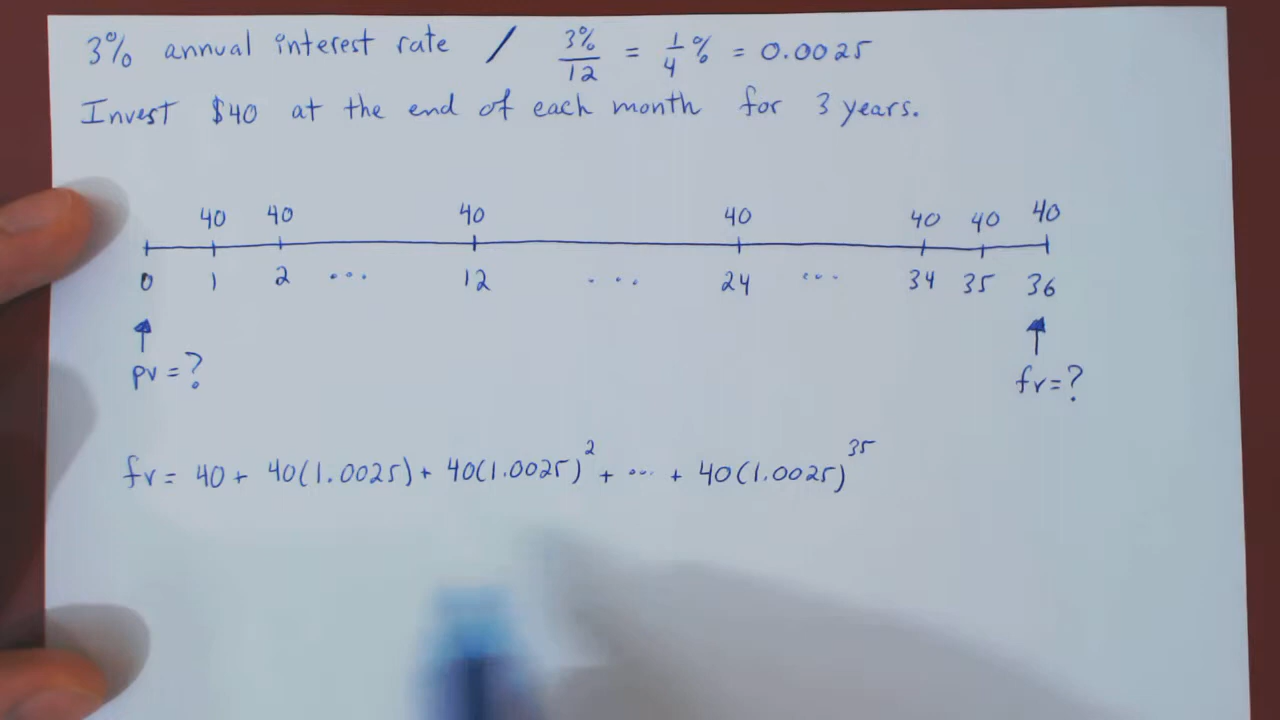 3% annual interest rate / 3%/12 = 1/4 % = 0.0025
Invest $40 at the end of each month for 3 years.
40 40 40 40 40 40 40
0 1 2 ... 12 ... 24 ... 34 35 36
pv = ? fv = ?
fv = 40 + 40(1.0025) + 40(1.0025)^2 + ... + 40(1.0025)^35